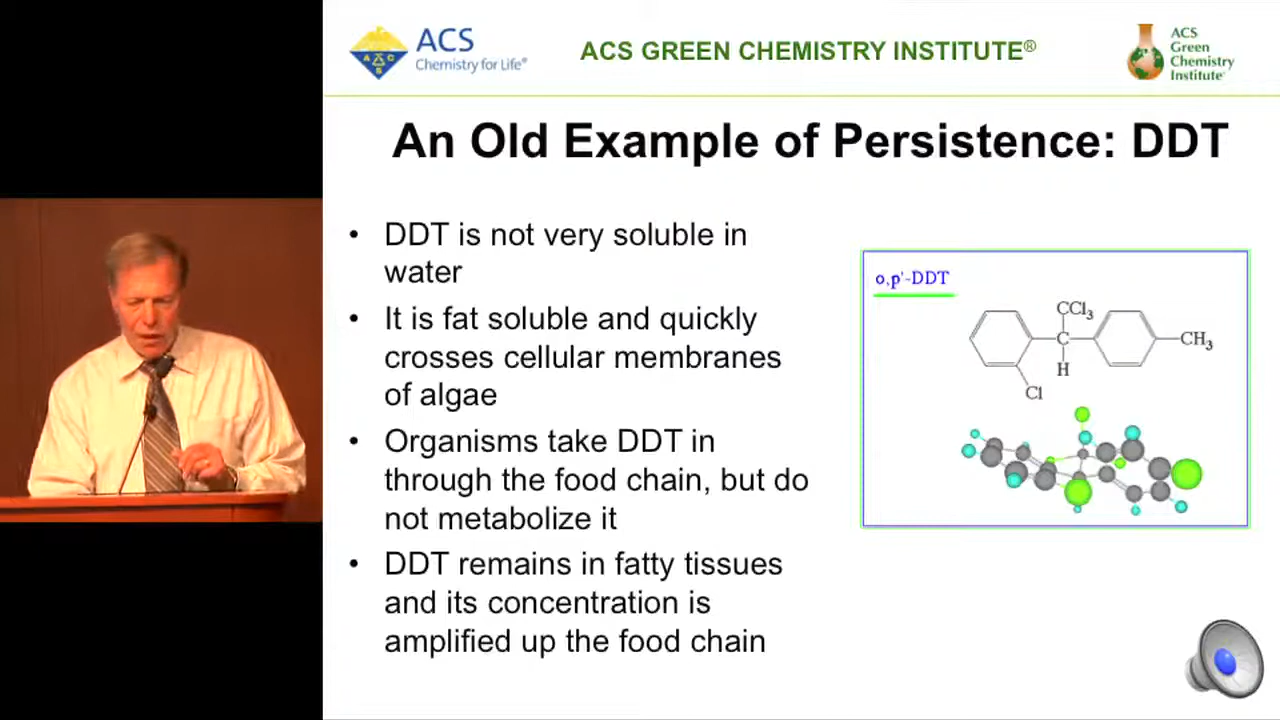 ACS
Chemistry for Life®
A C S
ACS GREEN CHEMISTRY INSTITUTE®
ACS
Green
Chemistry
Institute®
An Old Example of Persistence: DDT
• DDT is not very soluble in
water
• It is fat soluble and quickly
crosses cellular membranes
of algae
• Organisms take DDT in
through the food chain, but do
not metabolize it
• DDT remains in fatty tissues
and its concentration is
amplified up the food chain
o,p'-DDT
CCl3
C
CH3
H
Cl